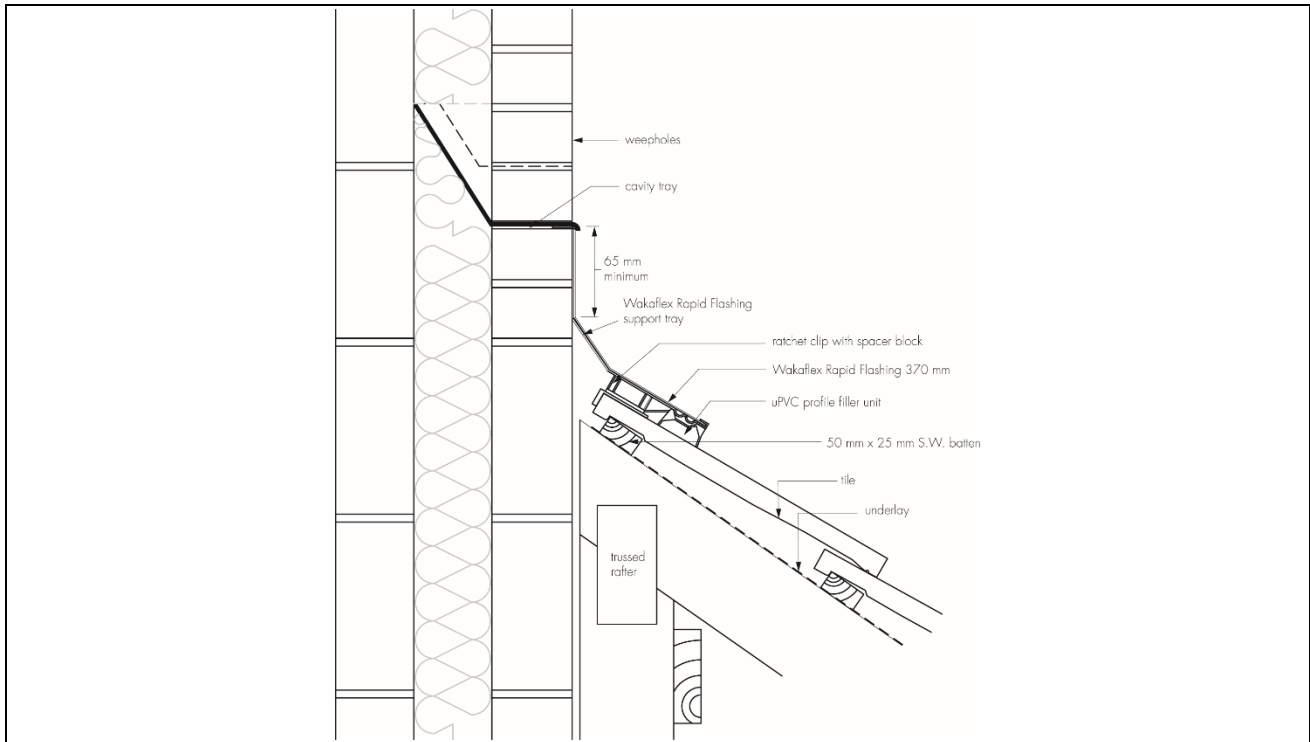 weepholes
cavity tray
65 mm
minimum
Wakaflex Rapid Flashing
support tray
ratchet clip with spacer block
Wakaflex Rapid Flashing 370 mm
uPVC profile filler unit
50 mm x 25 mm S.W. batten
tile
underlay
trussed
rafter